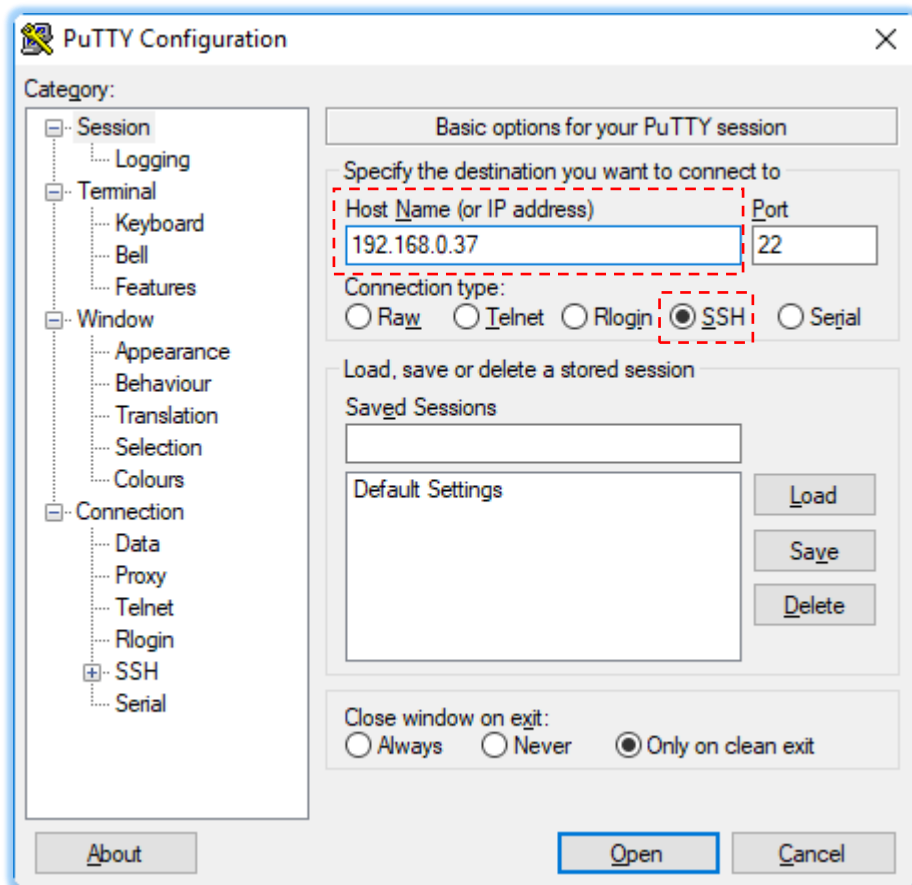 PuTTY Configuration
Category:
Session
Logging
Terminal
Keyboard
Bell
Features
Window
Appearance
Behaviour
Translation
Selection
Colours
Connection
Data
Proxy
Telnet
Rlogin
SSH
Serial
Basic options for your PuTTY session
Specify the destination you want to connect to
Host Name (or IP address) Port
192.168.0.37 22
Connection type:
Raw Telnet Rlogin SSH Serial
Load, save or delete a stored session
Saved Sessions
Default Settings
Load
Save
Delete
Close window on exit:
Always Never Only on clean exit
About Open Cancel